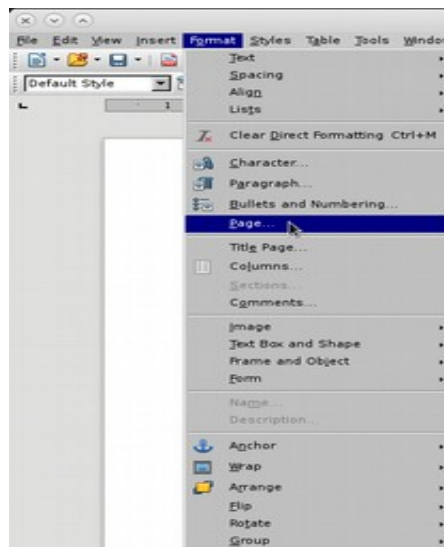 File Edit View Insert Format Styles Table Tools Windo
Default Style
1
Text
Spacing
Align
Lists
Clear Direct Formatting Ctrl+M
Character...
Paragraph...
Bullets and Numbering...
Page...
Title Page...
Columns...
Sections...
Comments...
Image
Text Box and Shape
Frame and Object
Form
Name...
Description...
Anchor
Wrap
Arrange
Flip
Rotate
Group